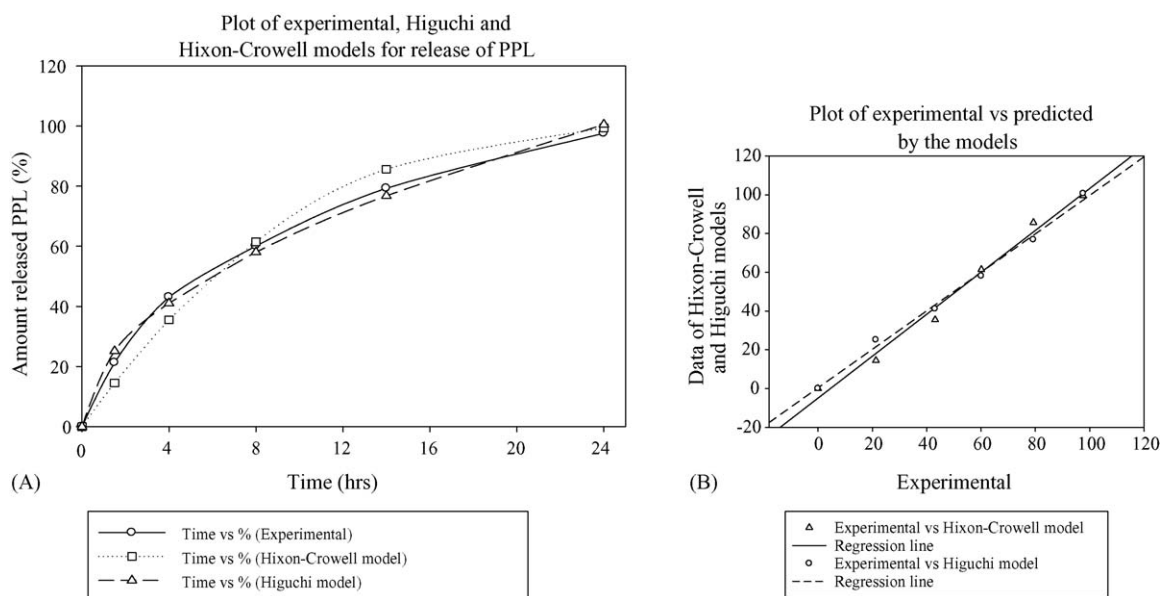 Plot of experimental, Higuchi and
Hixon-Crowell models for release of PPL
120
100
80
60
40
20
0
Amount released PPL (%)
0 4 8 12 16 20 24
Time (hrs)
(A)
Time vs % (Experimental)
Time vs % (Hixon-Crowell model)
Time vs % (Higuchi model)
Plot of experimental vs predicted
by the models
120
100
80
60
40
20
0
-20
Data of Hixon-Crowell
and Higuchi models
0 20 40 60 80 100 120
Experimental
(B)
Experimental vs Hixon-Crowell model
Regression line
Experimental vs Higuchi model
Regression line